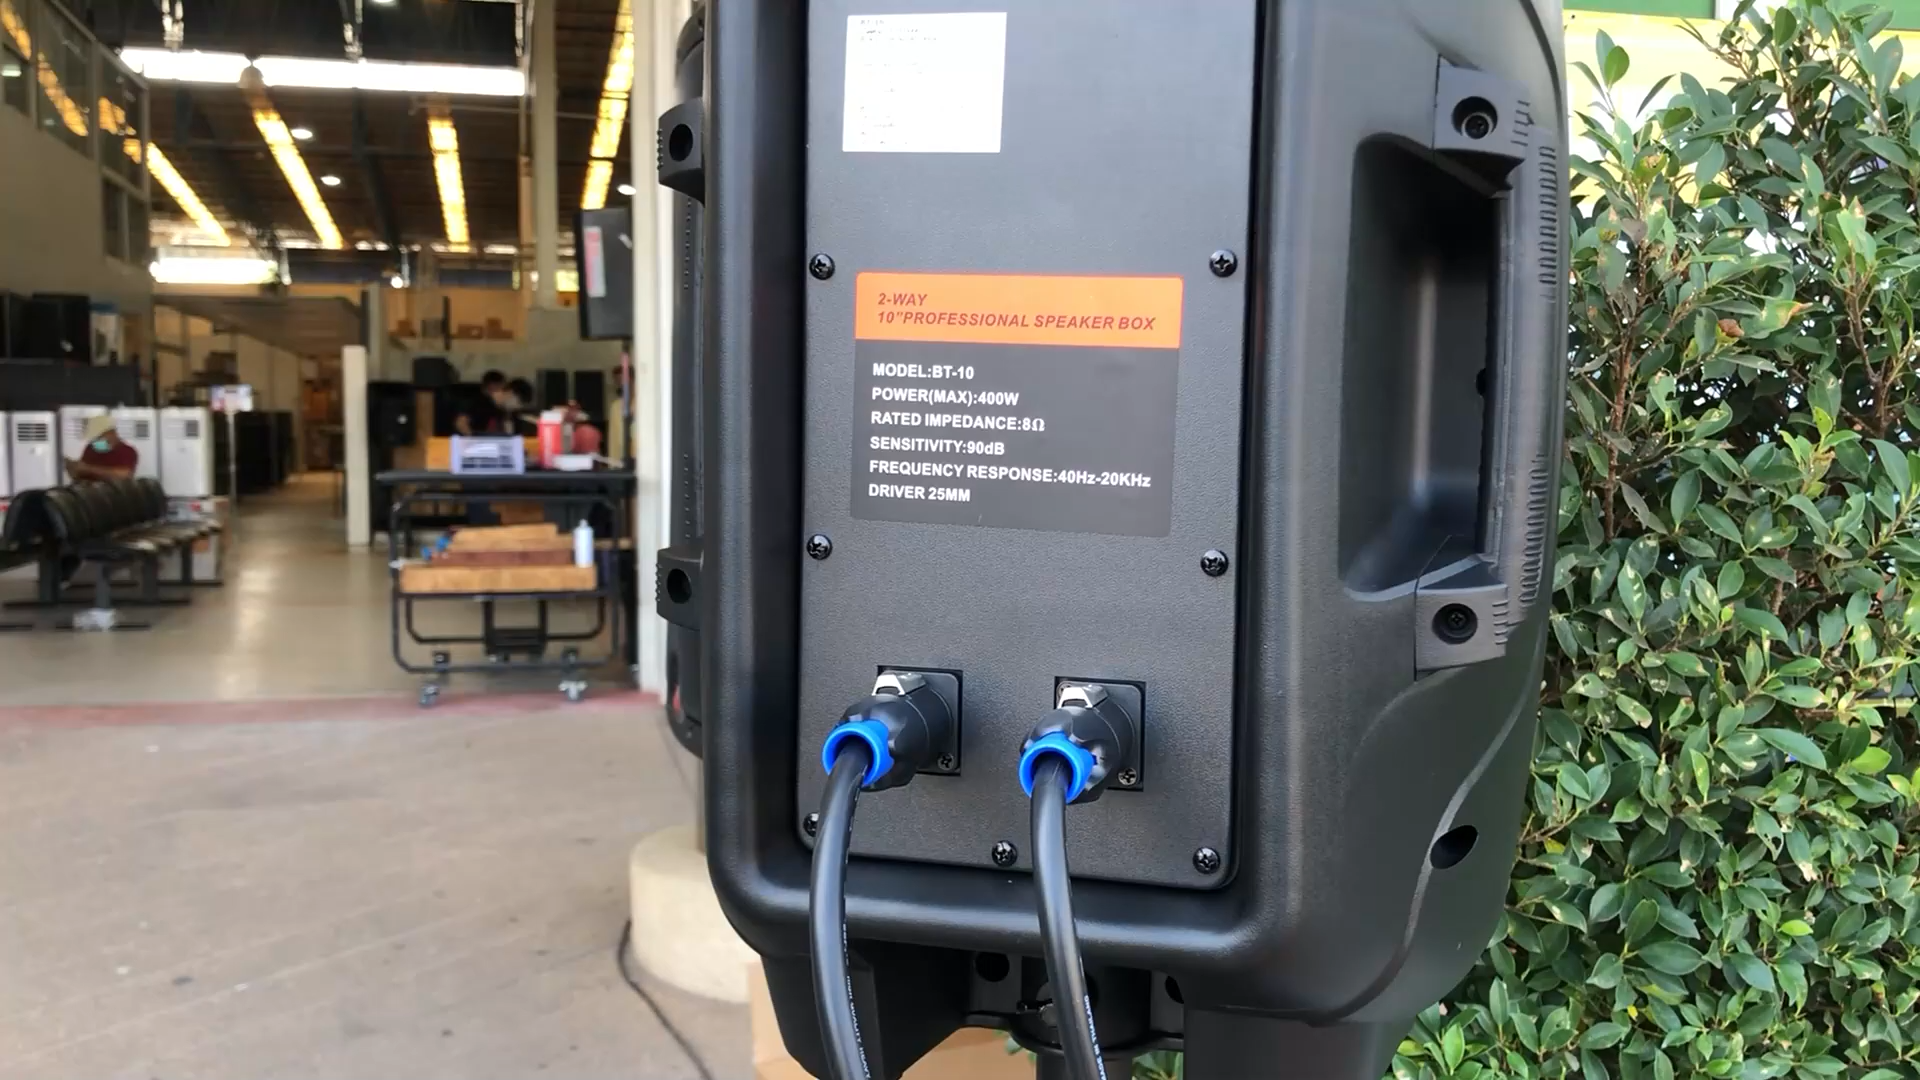 2-WAY
10"PROFESSIONAL SPEAKER BOX
MODEL:BT-10
POWER(MAX):400W
RATED IMPEDANCE:8Ω
SENSITIVITY:90dB
FREQUENCY RESPONSE:40Hz-20KHz
DRIVER 25MM